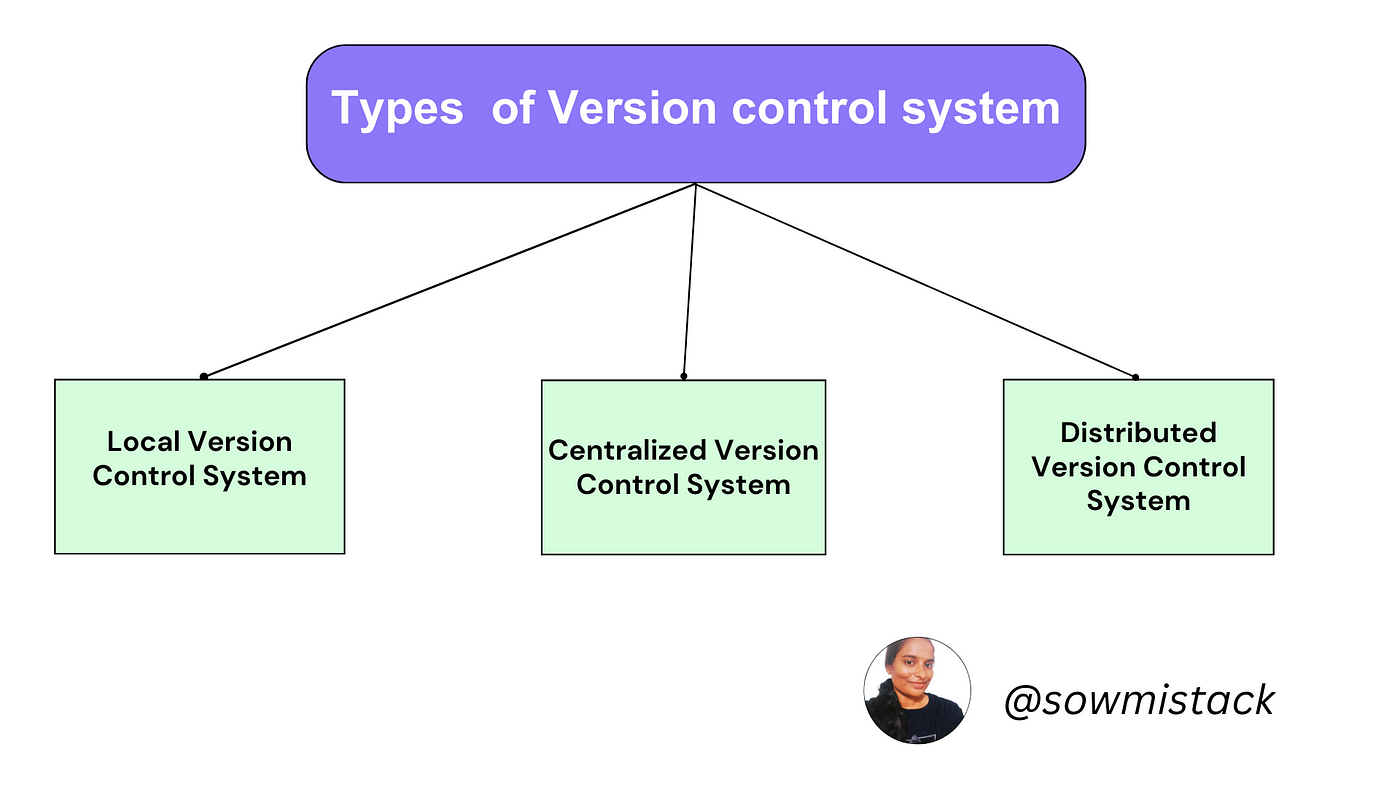 Types  of Version control system
Local Version
Control System
Centralized Version
Control System
Distributed
Version Control
System
@sowmistack